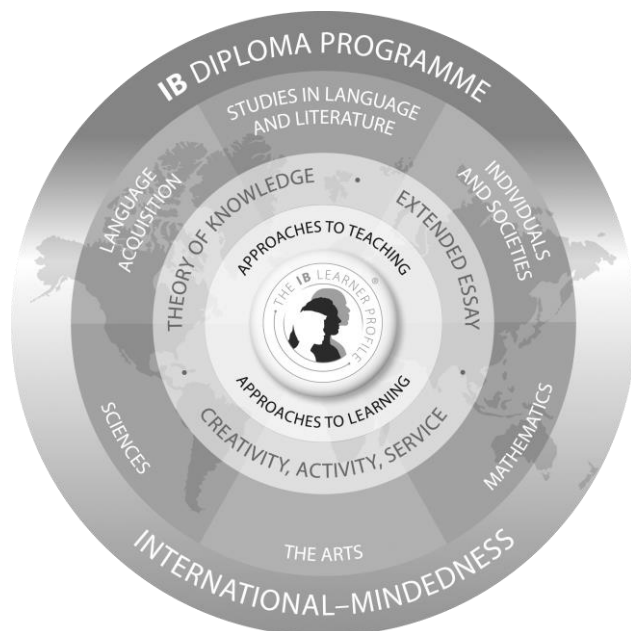 IB DIPLOMA PROGRAMME
STUDIES IN LANGUAGE
AND LITERATURE
LANGUAGE
ACQUISITION
INDIVIDUALS
AND SOCIETIES
THEORY OF KNOWLEDGE
•
EXTENDED ESSAY
APPROACHES TO TEACHING
THE IB LEARNER PROFILE
®
APPROACHES TO LEARNING
•
•
CREATIVITY, ACTIVITY, SERVICE
SCIENCES
MATHEMATICS
THE ARTS
INTERNATIONAL–MINDEDNESS